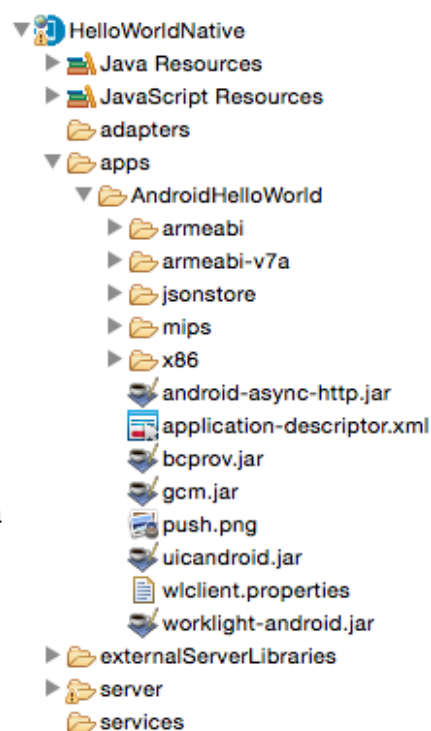 HelloWorldNative
Java Resources
JavaScript Resources
adapters
apps
AndroidHelloWorld
armeabi
armeabi-v7a
jsonstore
mips
x86
android-async-http.jar
application-descriptor.xml
bcprov.jar
gcm.jar
push.png
uicandroid.jar
wlclient.properties
worklight-android.jar
externalServerLibraries
server
services